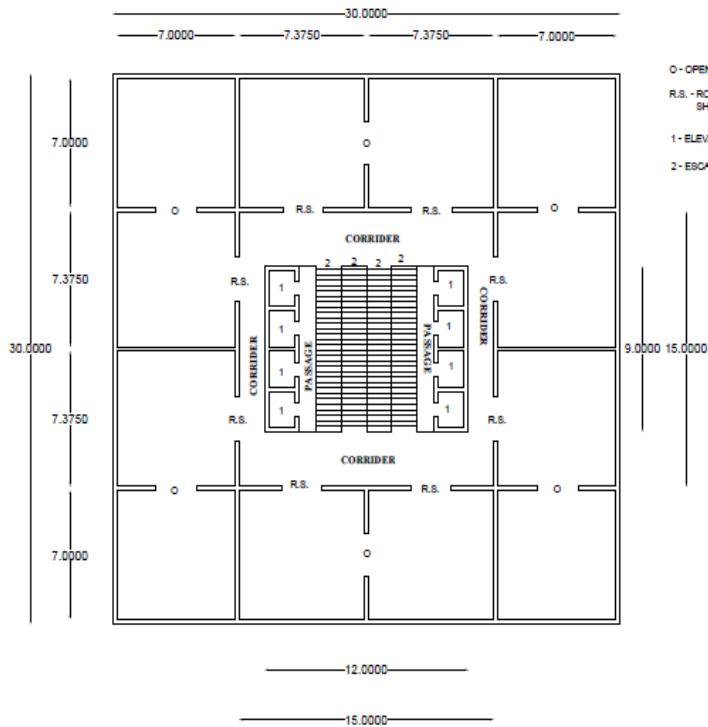 30.0000
7.0000 7.3750 7.3750 7.0000
O - OPEN
R.S. - RO
SH
1 - ELEV
2 - ESCA
7.0000
O
O O
R.S. R.S.
CORRIDER
2 2 2 2
7.3750
R.S. R.S.
1 1
CORRIDER
1 1
30.0000
PASSAGE PASSAGE
9.0000 15.0000
CORRIDER
1 1
7.3750
1 1
R.S. R.S.
CORRIDER
R.S. R.S.
O O
7.0000
O
12.0000
15.0000